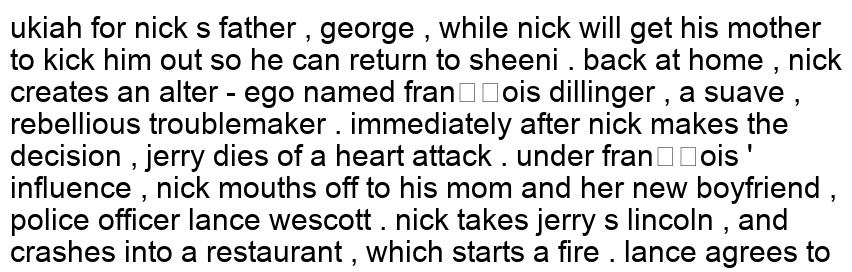 ukiah for nick s father , george , while nick will get his mother
to kick him out so he can return to sheeni . back at home , nick
creates an alter - ego named fran□□ois dillinger , a suave ,
rebellious troublemaker . immediately after nick makes the
decision , jerry dies of a heart attack . under fran□□ois '
influence , nick mouths off to his mom and her new boyfriend ,
police officer lance wescott . nick takes jerry s lincoln , and
crashes into a restaurant , which starts a fire . lance agrees to